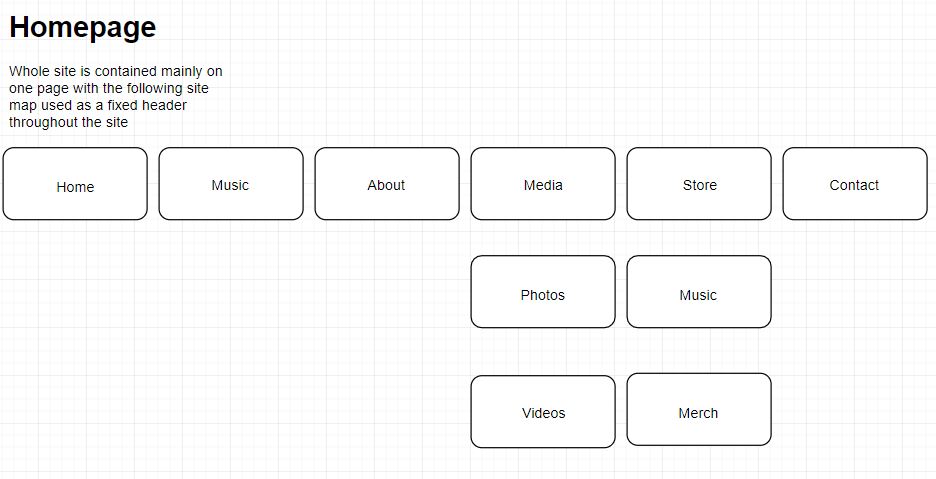 Homepage
Whole site is contained mainly on
one page with the following site
map used as a fixed header
throughout the site
Home
Music
About
Media
Store
Contact
Photos
Music
Videos
Merch